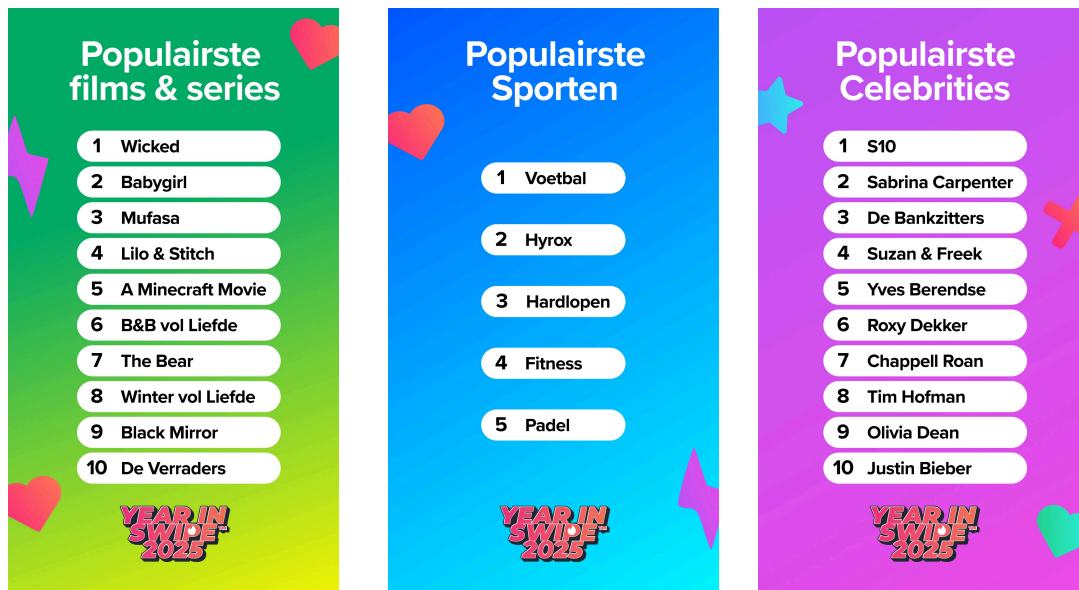 Populairste
films & series
1 Wicked
2 Babygirl
3 Mufasa
4 Lilo & Stitch
5 A Minecraft Movie
6 B&B vol Liefde
7 The Bear
8 Winter vol Liefde
9 Black Mirror
10 De Verraders
YEAR IN
SWIPE™
2025
Populairste
Sporten
1 Voetbal
2 Hyrox
3 Hardlopen
4 Fitness
5 Padel
YEAR IN
SWIPE™
2025
Populairste
Celebrities
1 S10
2 Sabrina Carpenter
3 De Bankzitters
4 Suzan & Freek
5 Yves Berendse
6 Roxy Dekker
7 Chappell Roan
8 Tim Hofman
9 Olivia Dean
10 Justin Bieber
YEAR IN
SWIPE™
2025